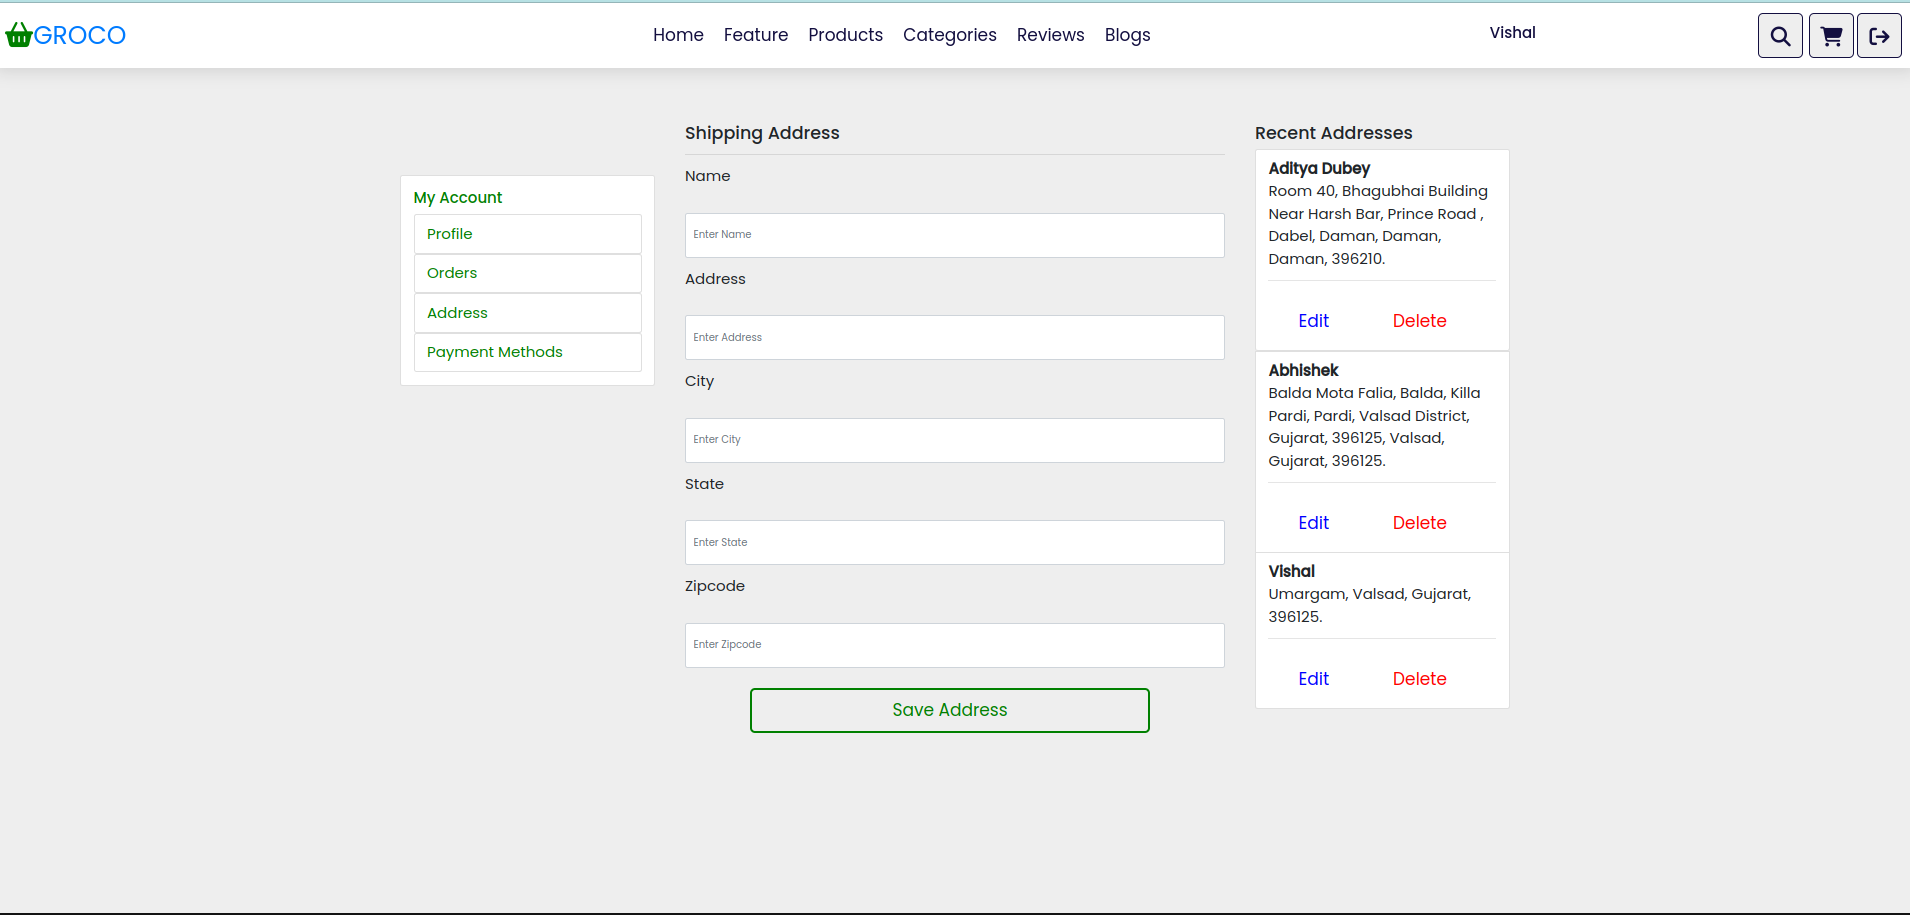 GROCO
Home Feature Products Categories Reviews Blogs
Vishal
My Account
Profile
Orders
Address
Payment Methods
Shipping Address
Name
Enter Name
Address
Enter Address
City
Enter City
State
Enter State
Zipcode
Enter Zipcode
Save Address
Recent Addresses
Aditya Dubey
Room 40, Bhagubhai Building
Near Harsh Bar, Prince Road ,
Dabel, Daman, Daman,
Daman, 396210.
Edit Delete
Abhishek
Balda Mota Falia, Balda, Killa
Pardi, Pardi, Valsad District,
Gujarat, 396125, Valsad,
Gujarat, 396125.
Edit Delete
Vishal
Umargam, Valsad, Gujarat,
396125.
Edit Delete